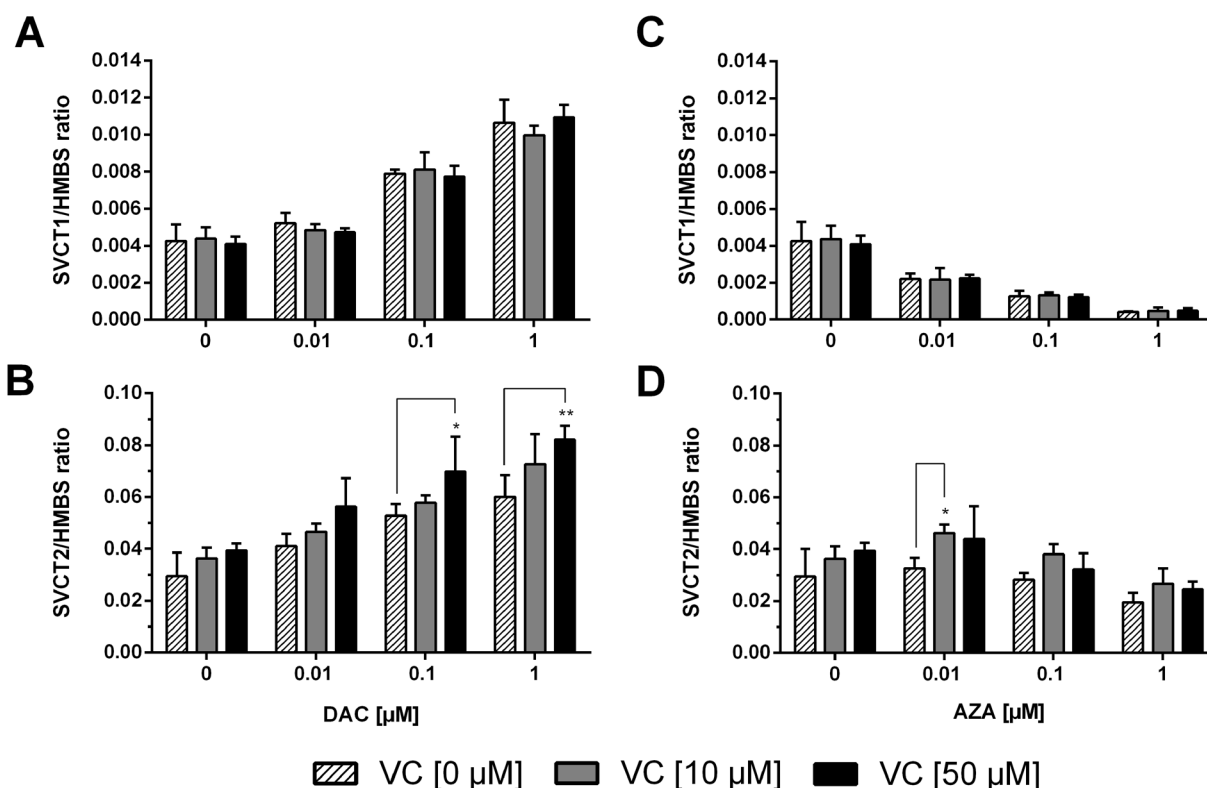 A
SVCT1/HMBS ratio
0.014
0.012
0.010
0.008
0.006
0.004
0.002
0.000
0 0.01 0.1 1
C
SVCT1/HMBS ratio
0.014
0.012
0.010
0.008
0.006
0.004
0.002
0.000
0 0.01 0.1 1
B
SVCT2/HMBS ratio
0.10
0.08
0.06
0.04
0.02
0.00
*
**
0 0.01 0.1 1
DAC [µM]
D
SVCT2/HMBS ratio
0.10
0.08
0.06
0.04
0.02
0.00
*
0 0.01 0.1 1
AZA [µM]
VC [0 µM] VC [10 µM] VC [50 µM]